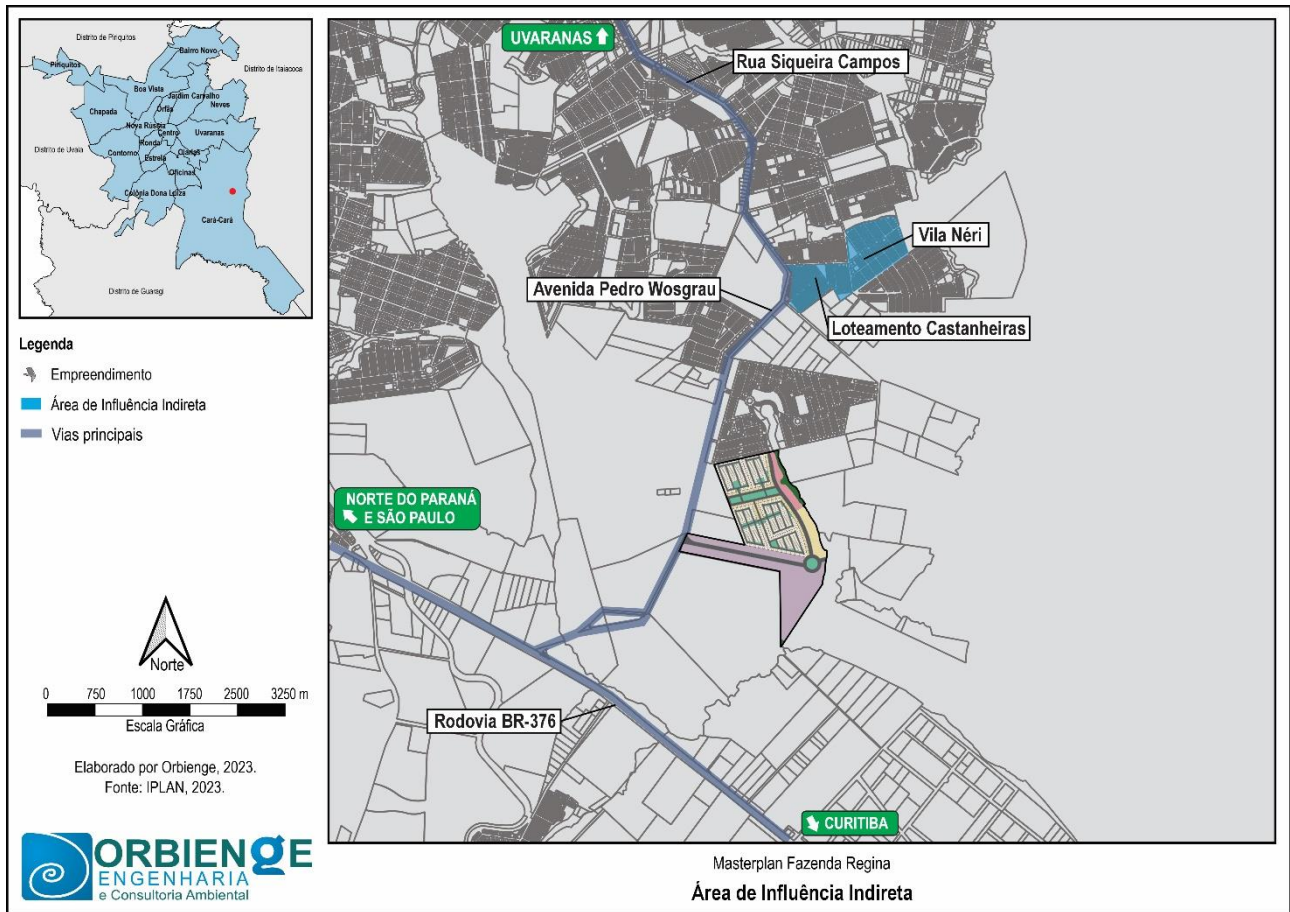 Distrito de Piriquitos
Bairro Novo
Distrito de Itaiacoca
Piriquitos
Boa Vista
Jardim Carvalho
Neves
Chapada
Órfãs
Nova Rússia
Centro
Uvaranas
Ronda
Distrito de Uvaia
Contorno
Estrela
Olarias
Oficinas
Colônia Dona Luiza
Cará-Cará
Distrito de Guaragi
Legenda
Empreendimento
Área de Influência Indireta
Vias principais
Norte
0 750 1000 1750 2500 3250 m
Escala Gráfica
Elaborado por Orbienge, 2023.
Fonte: IPLAN, 2023.
ORBIENGE
ENGENHARIA
e Consultoria Ambiental
UVARANAS
Rua Siqueira Campos
Vila Néri
Avenida Pedro Wosgrau
Loteamento Castanheiras
NORTE DO PARANÁ
E SÃO PAULO
Rodovia BR-376
CURITIBA
Masterplan Fazenda Regina
Área de Influência Indireta